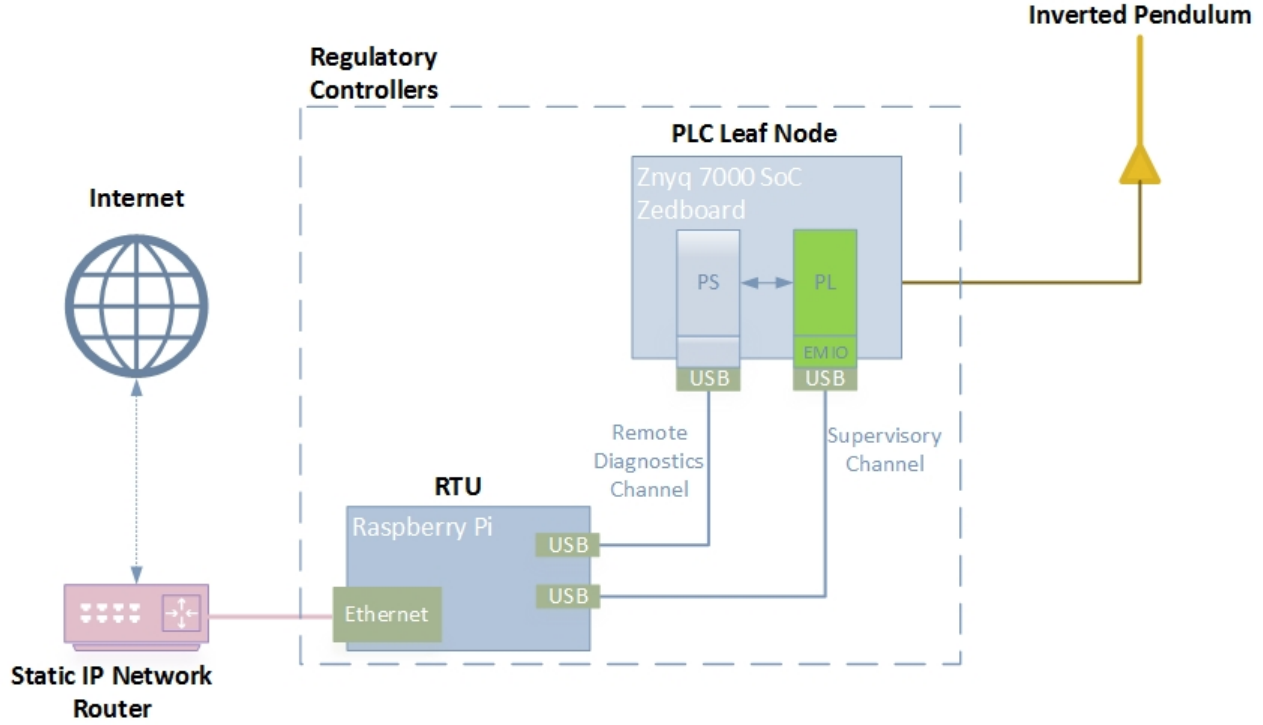 Inverted Pendulum
Regulatory
Controllers
PLC Leaf Node
Znyq 7000 SoC
Zedboard
Internet
PS
PL
EMIO
USB
USB
Remote
Diagnostics
Channel
Supervisory
Channel
RTU
Raspberry Pi
USB
USB
Ethernet
Static IP Network
Router